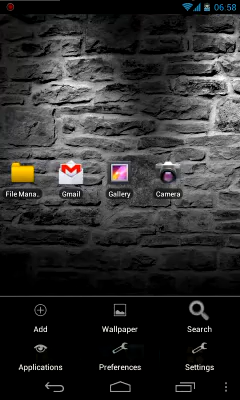 06:58
File Mana.. Gmail Gallery Camera
Add Wallpaper Search
Applications Preferences Settings